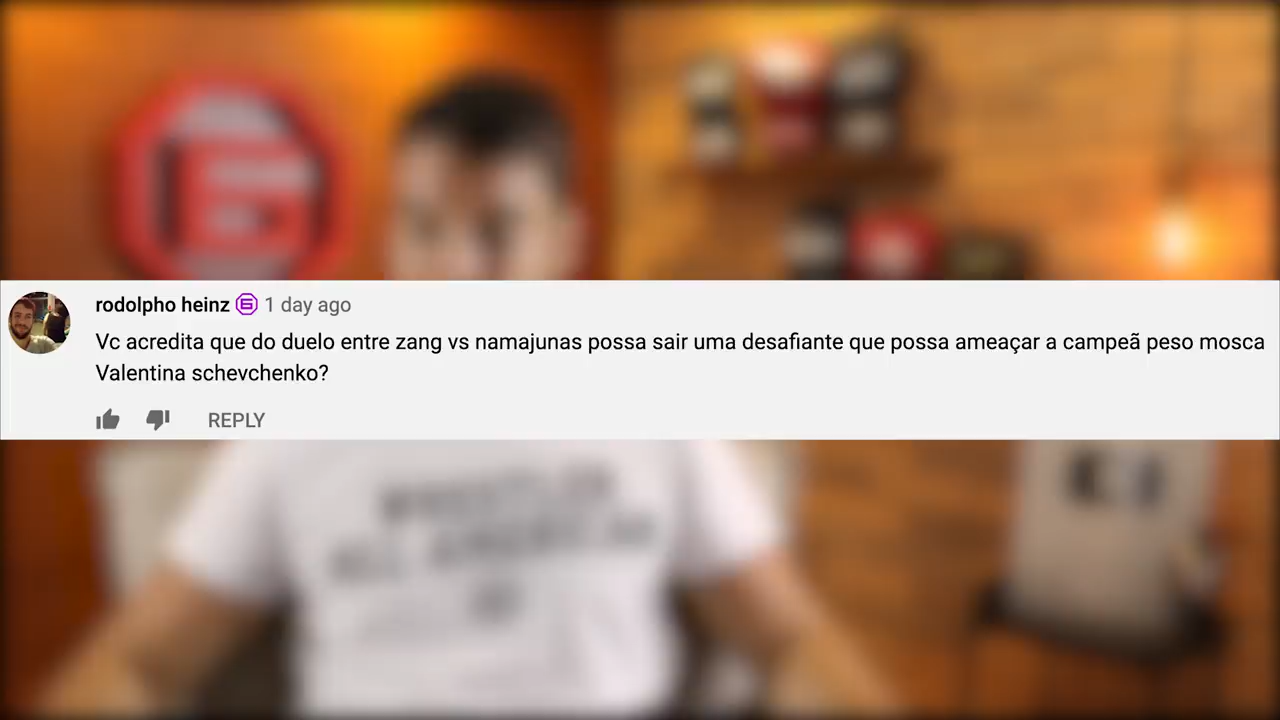 rodolpho heinz 1 day ago
Vc acredita que do duelo entre zang vs namajunas possa sair uma desafiante que possa ameaçar a campeã peso mosca
Valentina schevchenko?
REPLY